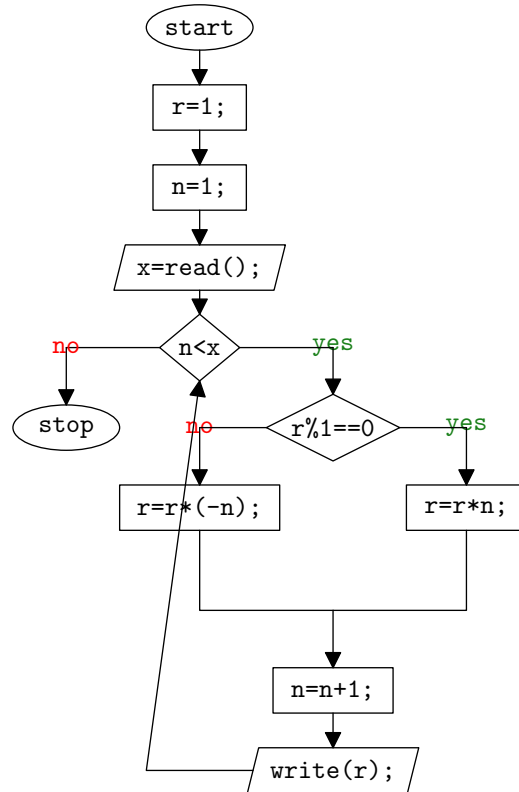 start
r=1;
n=1;
x=read();
no
n<x
yes
stop
no
r%1==0
yes
r=r*(-n);
r=r*n;
n=n+1;
write(r);